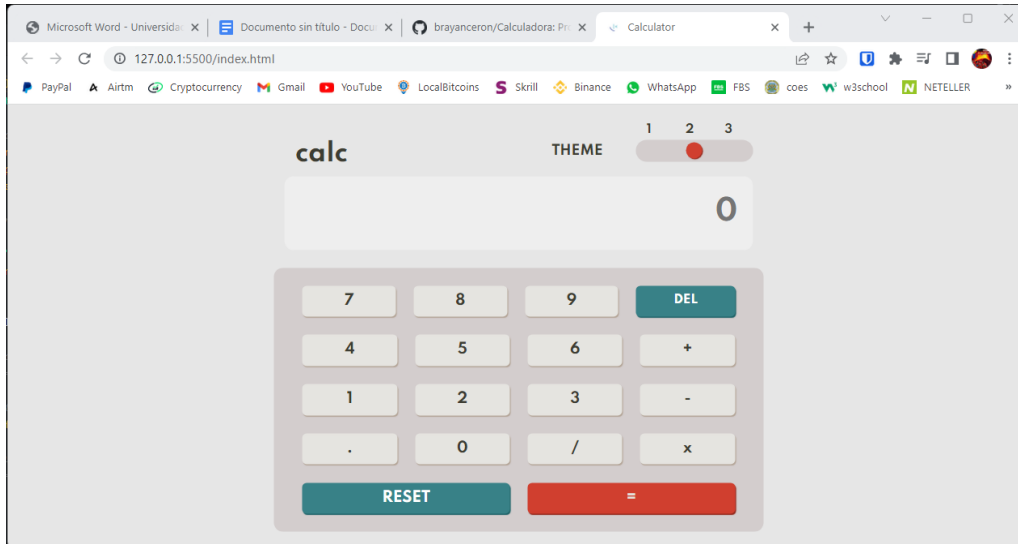 Microsoft Word - Universida
Documento sin título - Docu
brayanceron/Calculadora: Pr
Calculator
127.0.0.1:5500/index.html
PayPal Airtm Cryptocurrency Gmail YouTube LocalBitcoins Skrill Binance WhatsApp FBS coes w3school NETELLER »
1 2 3
calc THEME
0
7 8 9 DEL
4 5 6 +
1 2 3 -
. 0 / x
RESET =